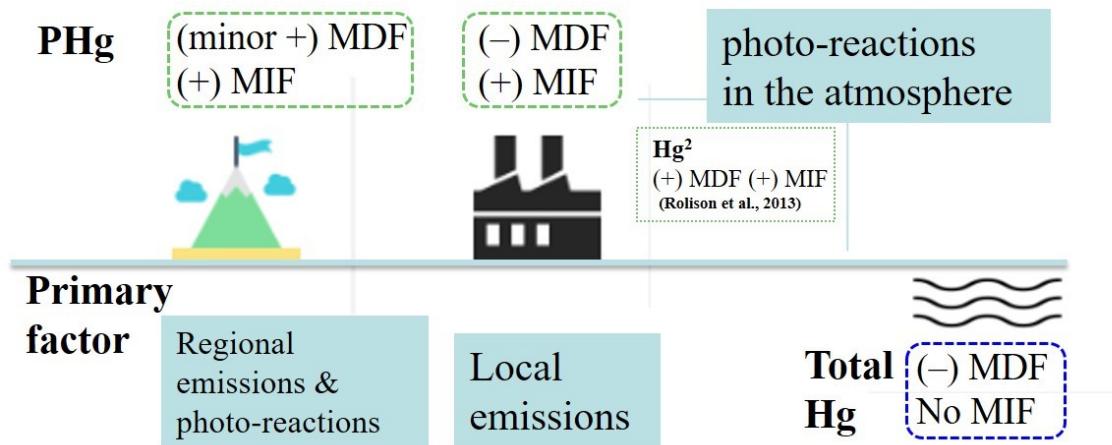 PHg
(minor +) MDF
(+) MIF
(–) MDF
(+) MIF
photo-reactions
in the atmosphere
Hg²
(+) MDF (+) MIF
(Rolison et al., 2013)
Primary
factor
Regional
emissions &
photo-reactions
Local
emissions
Total
Hg
(–) MDF
No MIF